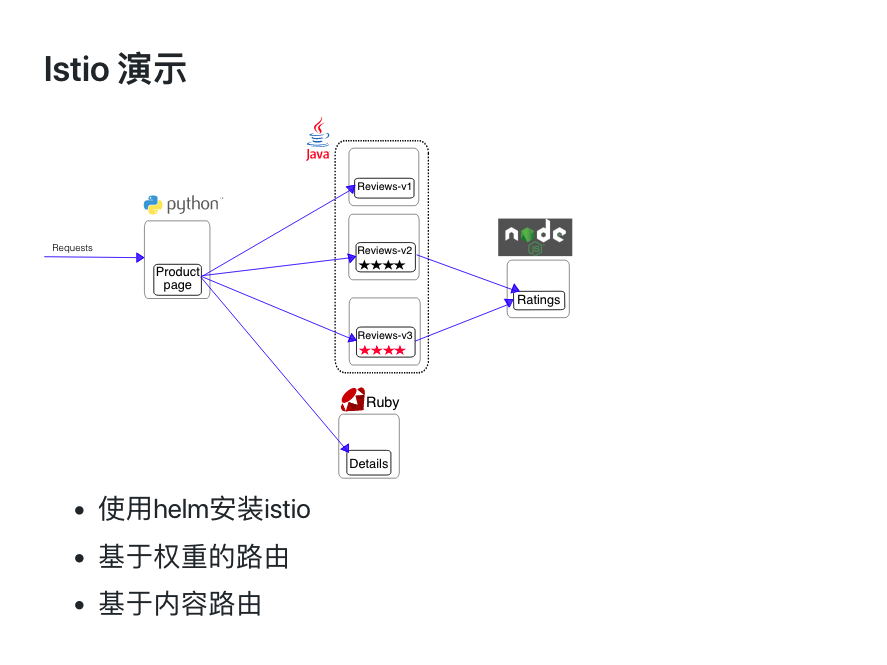 Istio 演示
Java
Reviews-v1
python
node
Requests
Reviews-v2
★★★★
Product
page
Ratings
Reviews-v3
★★★★
Ruby
Details
使用helm安装istio
基于权重的路由
基于内容路由